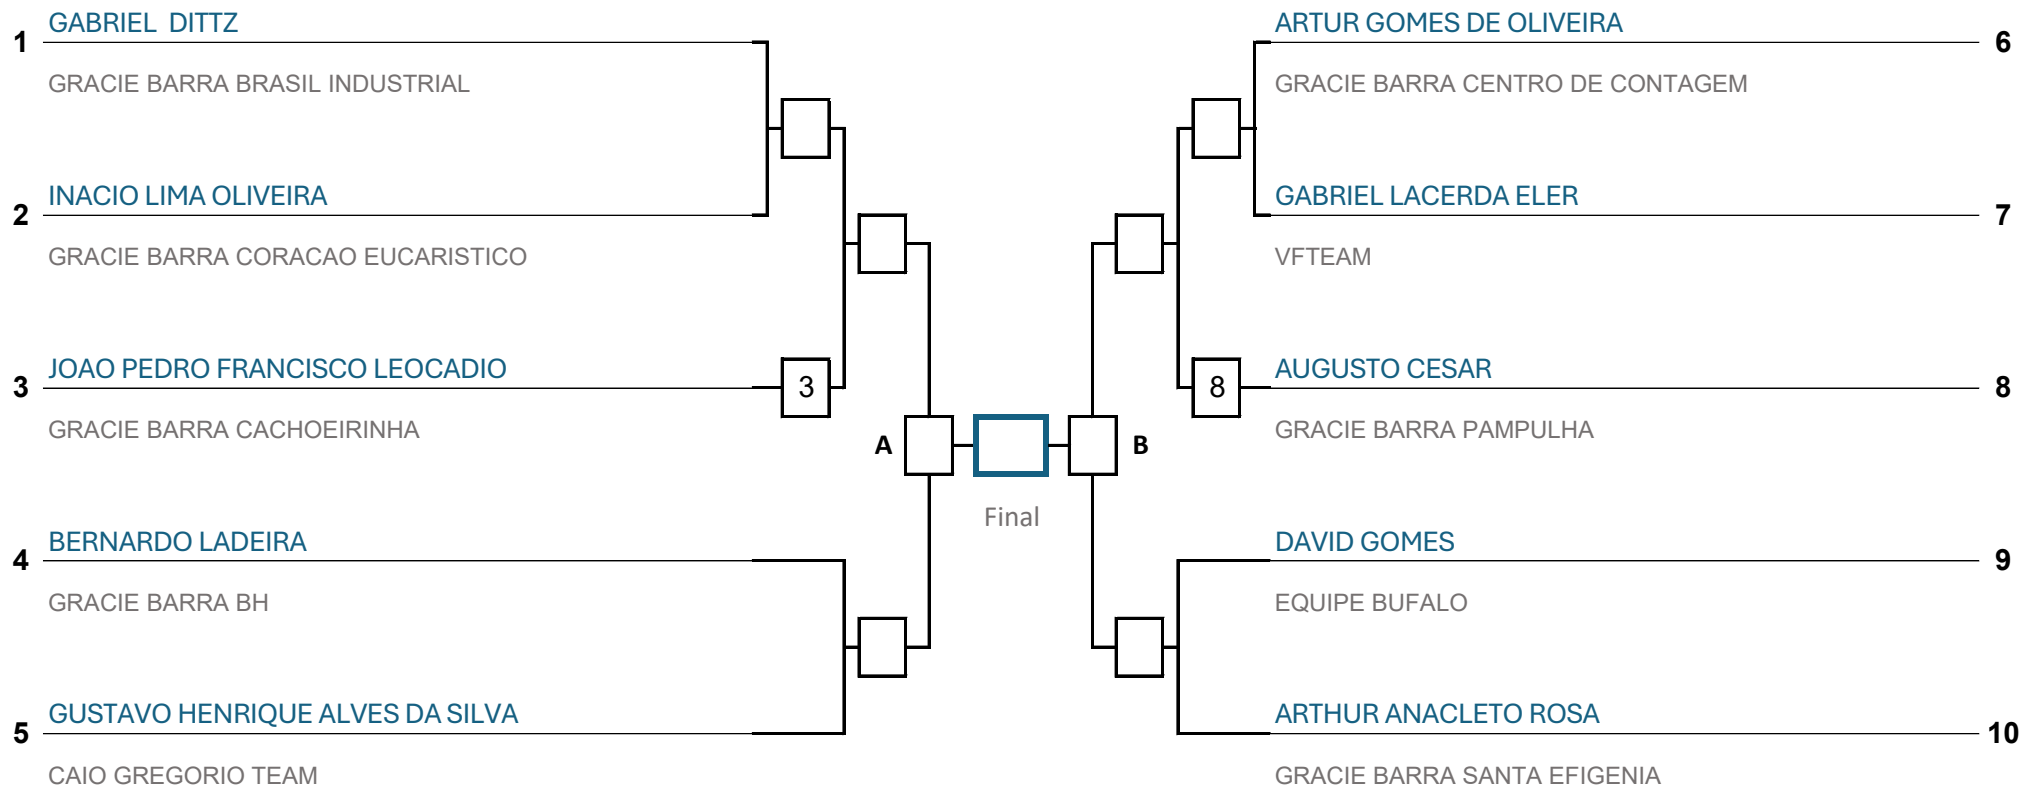 1 GABRIEL  DITTZ
GRACIE BARRA BRASIL INDUSTRIAL
2 INACIO LIMA OLIVEIRA
GRACIE BARRA CORACAO EUCARISTICO
3 JOAO PEDRO FRANCISCO LEOCADIO
3
GRACIE BARRA CACHOEIRINHA
4 BERNARDO LADEIRA
GRACIE BARRA BH
5 GUSTAVO HENRIQUE ALVES DA SILVA
CAIO GREGORIO TEAM
A
B
Final
ARTUR GOMES DE OLIVEIRA 6
GRACIE BARRA CENTRO DE CONTAGEM
GABRIEL LACERDA ELER 7
VFTEAM
8
AUGUSTO CESAR 8
GRACIE BARRA PAMPULHA
DAVID GOMES 9
EQUIPE BUFALO
ARTHUR ANACLETO ROSA 10
GRACIE BARRA SANTA EFIGENIA